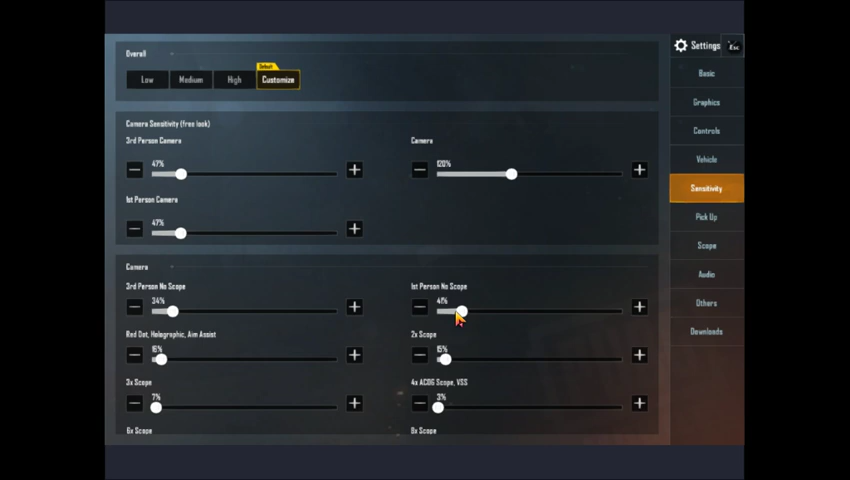 Overall
Settings
Esc
Default
Low
Medium
High
Customize
Basic
Graphics
Controls
Vehicle
Sensitivity
Pick Up
Scope
Audio
Others
Downloads
Camera Sensitivity (free look)
3rd Person Camera
47%
Camera
120%
1st Person Camera
47%
Camera
3rd Person No Scope
34%
1st Person No Scope
41%
Red Dot, Holographic, Aim Assist
16%
2x Scope
15%
3x Scope
7%
4x ACOG Scope, VSS
3%
6x Scope
8x Scope